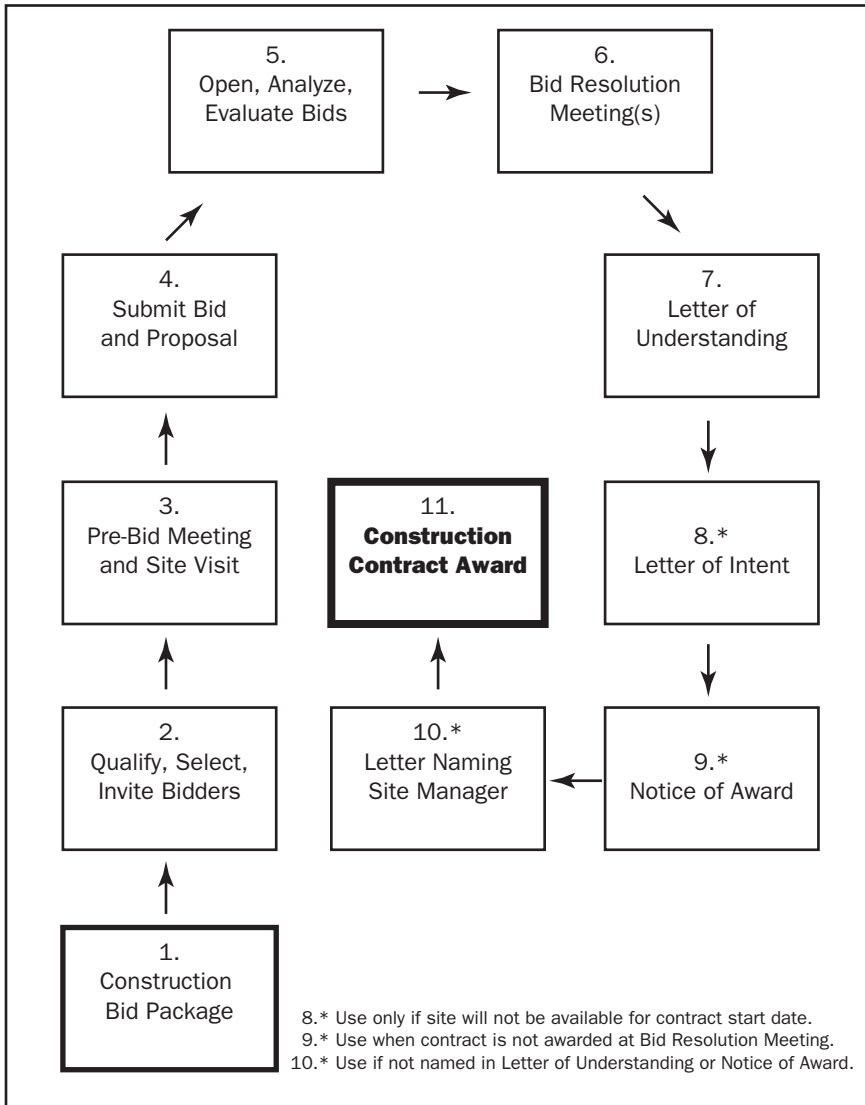 5.
Open, Analyze,
Evaluate Bids
6.
Bid Resolution
Meeting(s)
4.
Submit Bid
and Proposal
7.
Letter of
Understanding
3.
Pre-Bid Meeting
and Site Visit
11.
Construction
Contract Award
8.*
Letter of Intent
2.
Qualify, Select,
Invite Bidders
10.*
Letter Naming
Site Manager
9.*
Notice of Award
1.
Construction
Bid Package
8.* Use only if site will not be available for contract start date.
9.* Use when contract is not awarded at Bid Resolution Meeting.
10.* Use if not named in Letter of Understanding or Notice of Award.